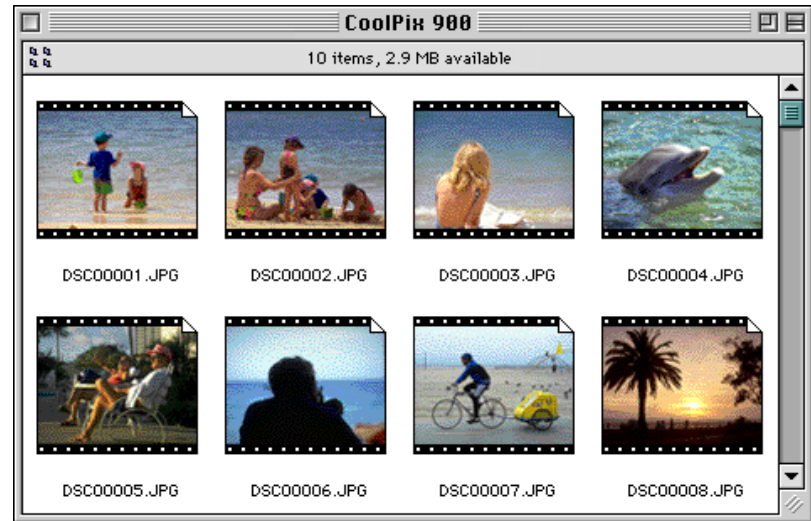 CoolPix 900
10 items, 2.9 MB available
DSC00001.JPG DSC00002.JPG DSC00003.JPG DSC00004.JPG
DSC00005.JPG DSC00006.JPG DSC00007.JPG DSC00008.JPG